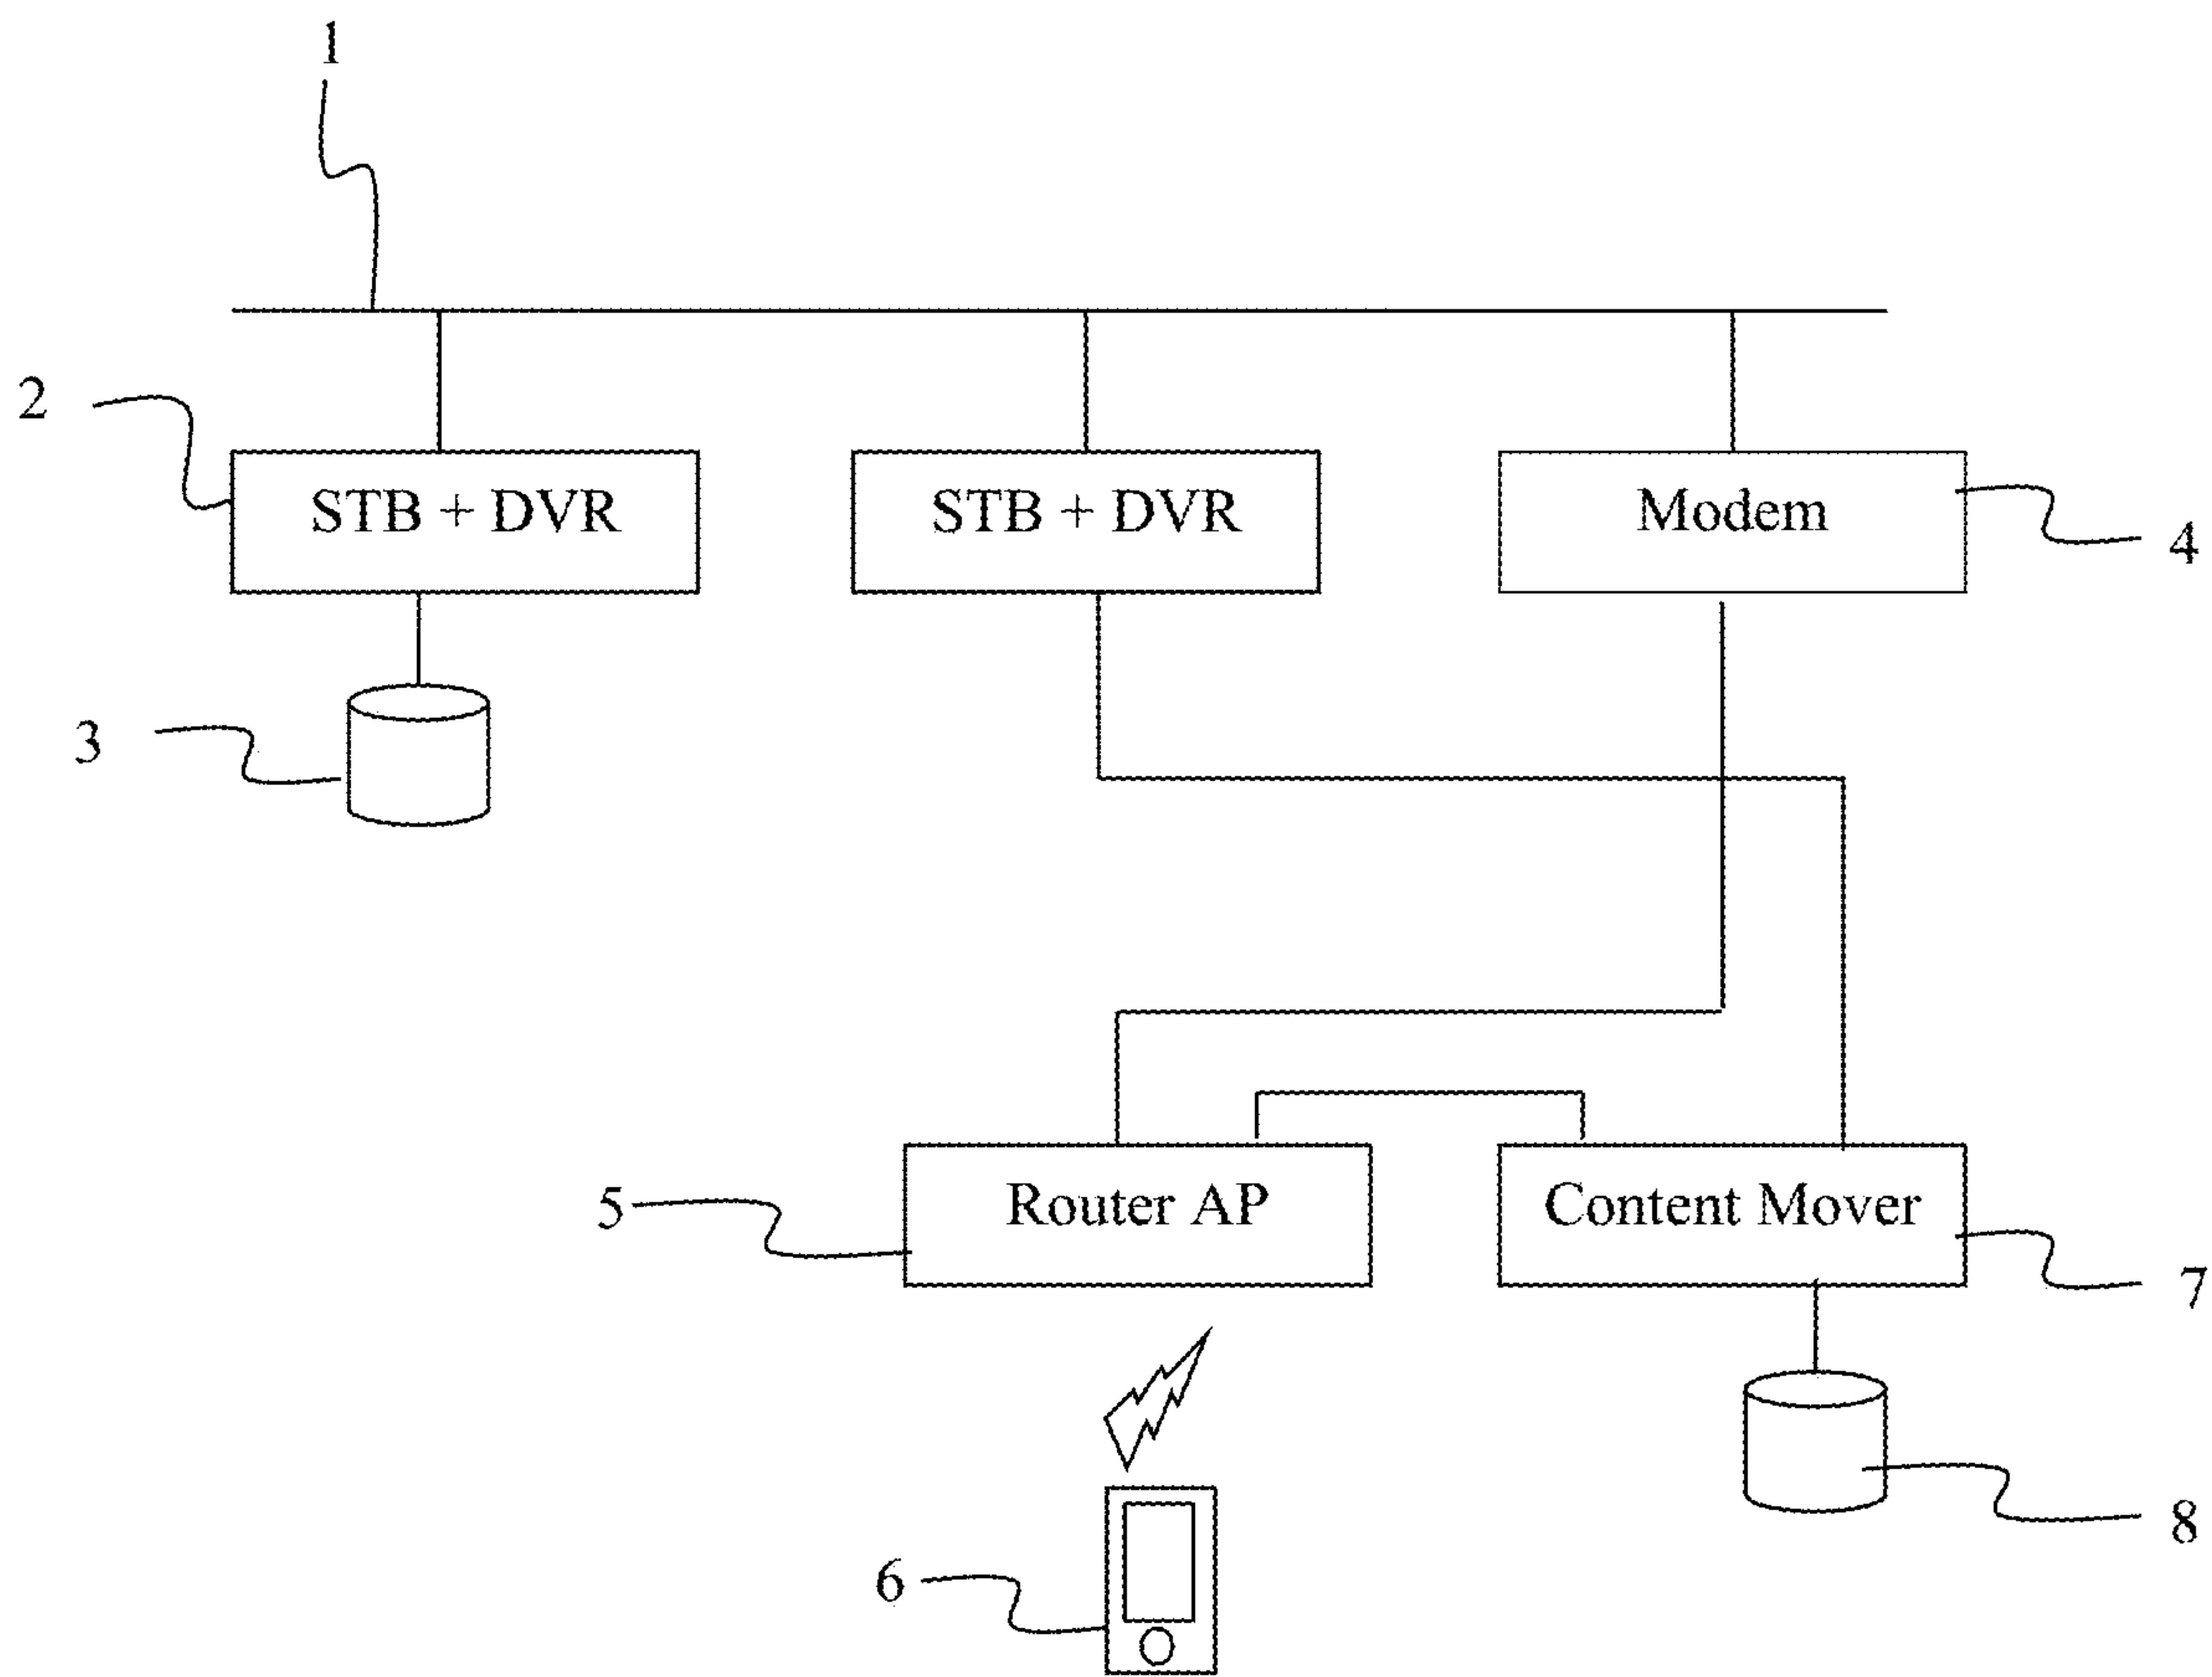 1
2
STB + DVR
STB + DVR
Modem
4
3
5
Router AP
Content Mover
7
8
6